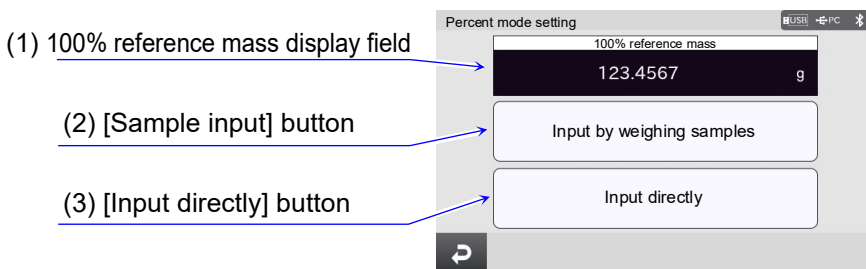 Percent mode setting
USB PC
(1) 100% reference mass display field
100% reference mass
123.4567 g
(2) [Sample input] button
Input by weighing samples
(3) [Input directly] button
Input directly